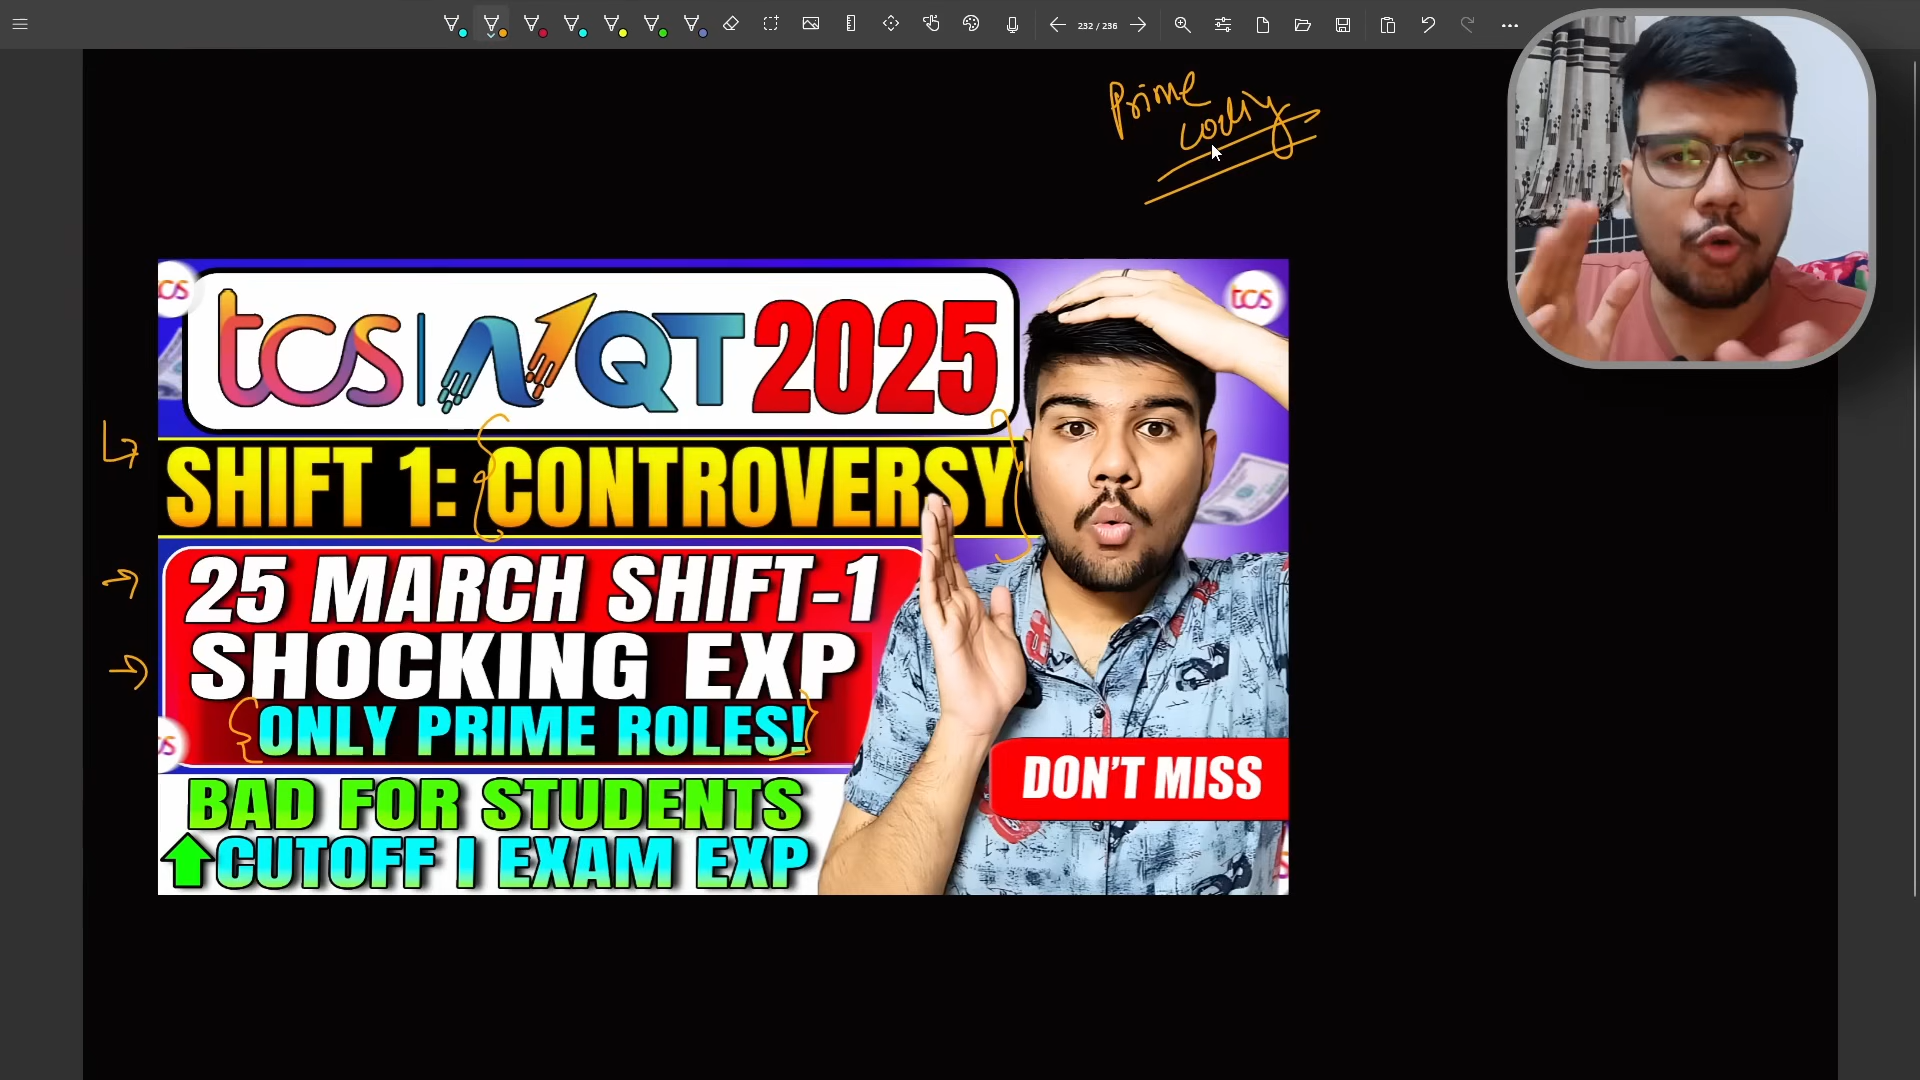 232 / 236
Prime
coding
tcs | NQT 2025
tcs
tcs
SHIFT 1: CONTROVERSY
25 MARCH SHIFT-1
SHOCKING EXP
ONLY PRIME ROLES!
DON'T MISS
BAD FOR STUDENTS
CUTOFF I EXAM EXP